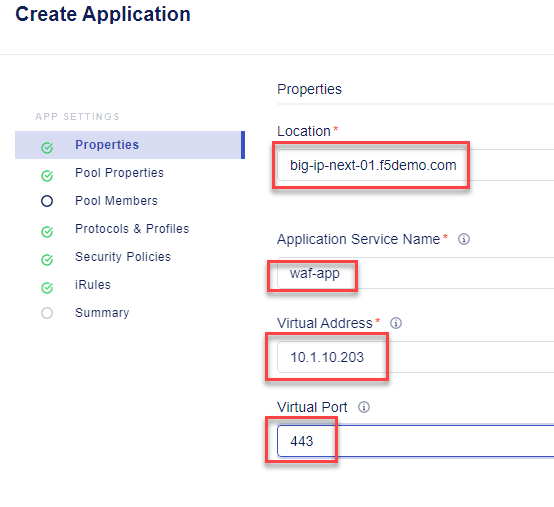 Create Application
APP SETTINGS
Properties
Pool Properties
Pool Members
Protocols & Profiles
Security Policies
iRules
Summary
Properties
Location*
big-ip-next-01.f5demo.com
Application Service Name*
waf-app
Virtual Address*
10.1.10.203
Virtual Port
443